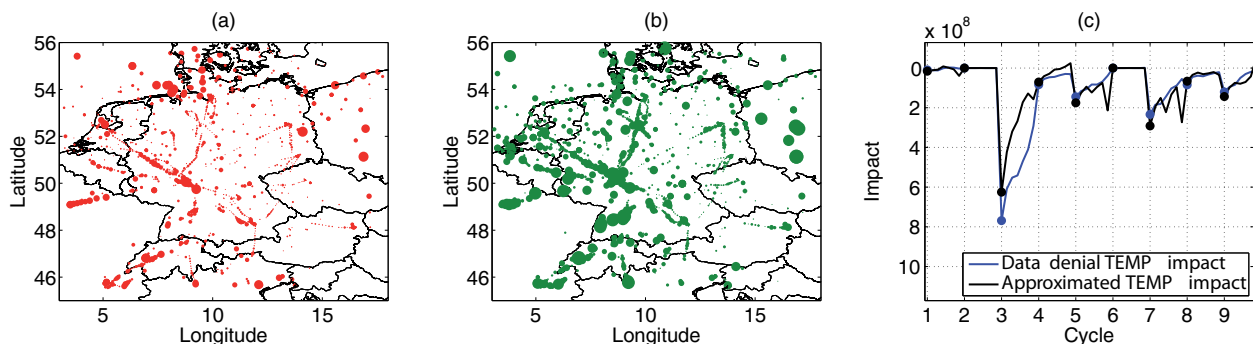 (a)
(b)
(c)
x 10⁸
56
54
52
50
48
46
Latitude
5
10
15
Longitude
56
54
52
50
48
46
Latitude
5
10
15
Longitude
0
2
4
6
8
10
Impact
Data denial TEMP impact
Approximated TEMP impact
1 2 3 4 5 6 7 8 9
Cycle